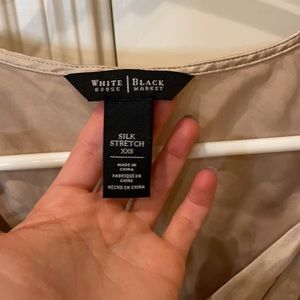 WHITE | BLACK
HOUSE | MARKET
SILK
STRETCH
XXS
MADE IN
CHINA
FABRIQUÉ EN
CHINE
HECHO EN CHINA